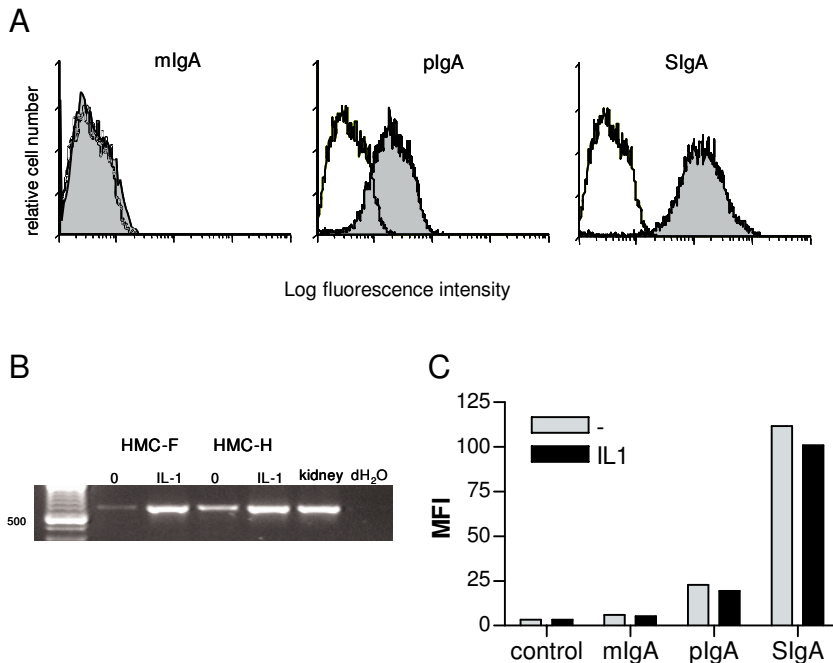 A
mIgA
pIgA
SIgA
relative cell number
Log fluorescence intensity
B
HMC-F HMC-H
0 IL-1 0 IL-1 kidney dH₂O
500
C
125
100
75
50
25
0
MFI
-
IL1
control mIgA pIgA SIgA